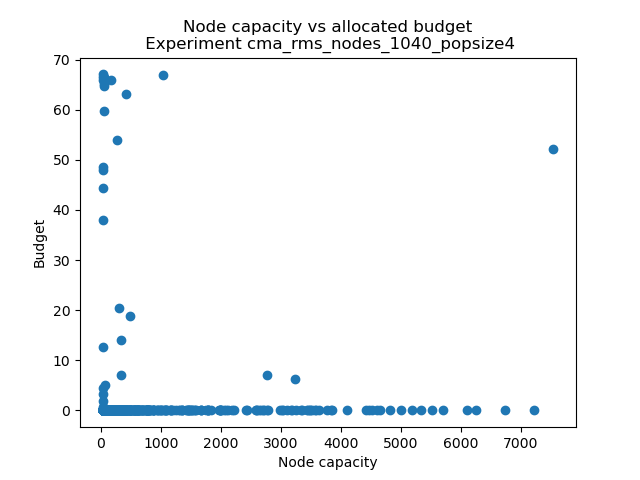 Node capacity vs allocated budget
Experiment cma_rms_nodes_1040_popsize4
70
60
50
40
30
20
10
0
Budget
0 1000 2000 3000 4000 5000 6000 7000
Node capacity